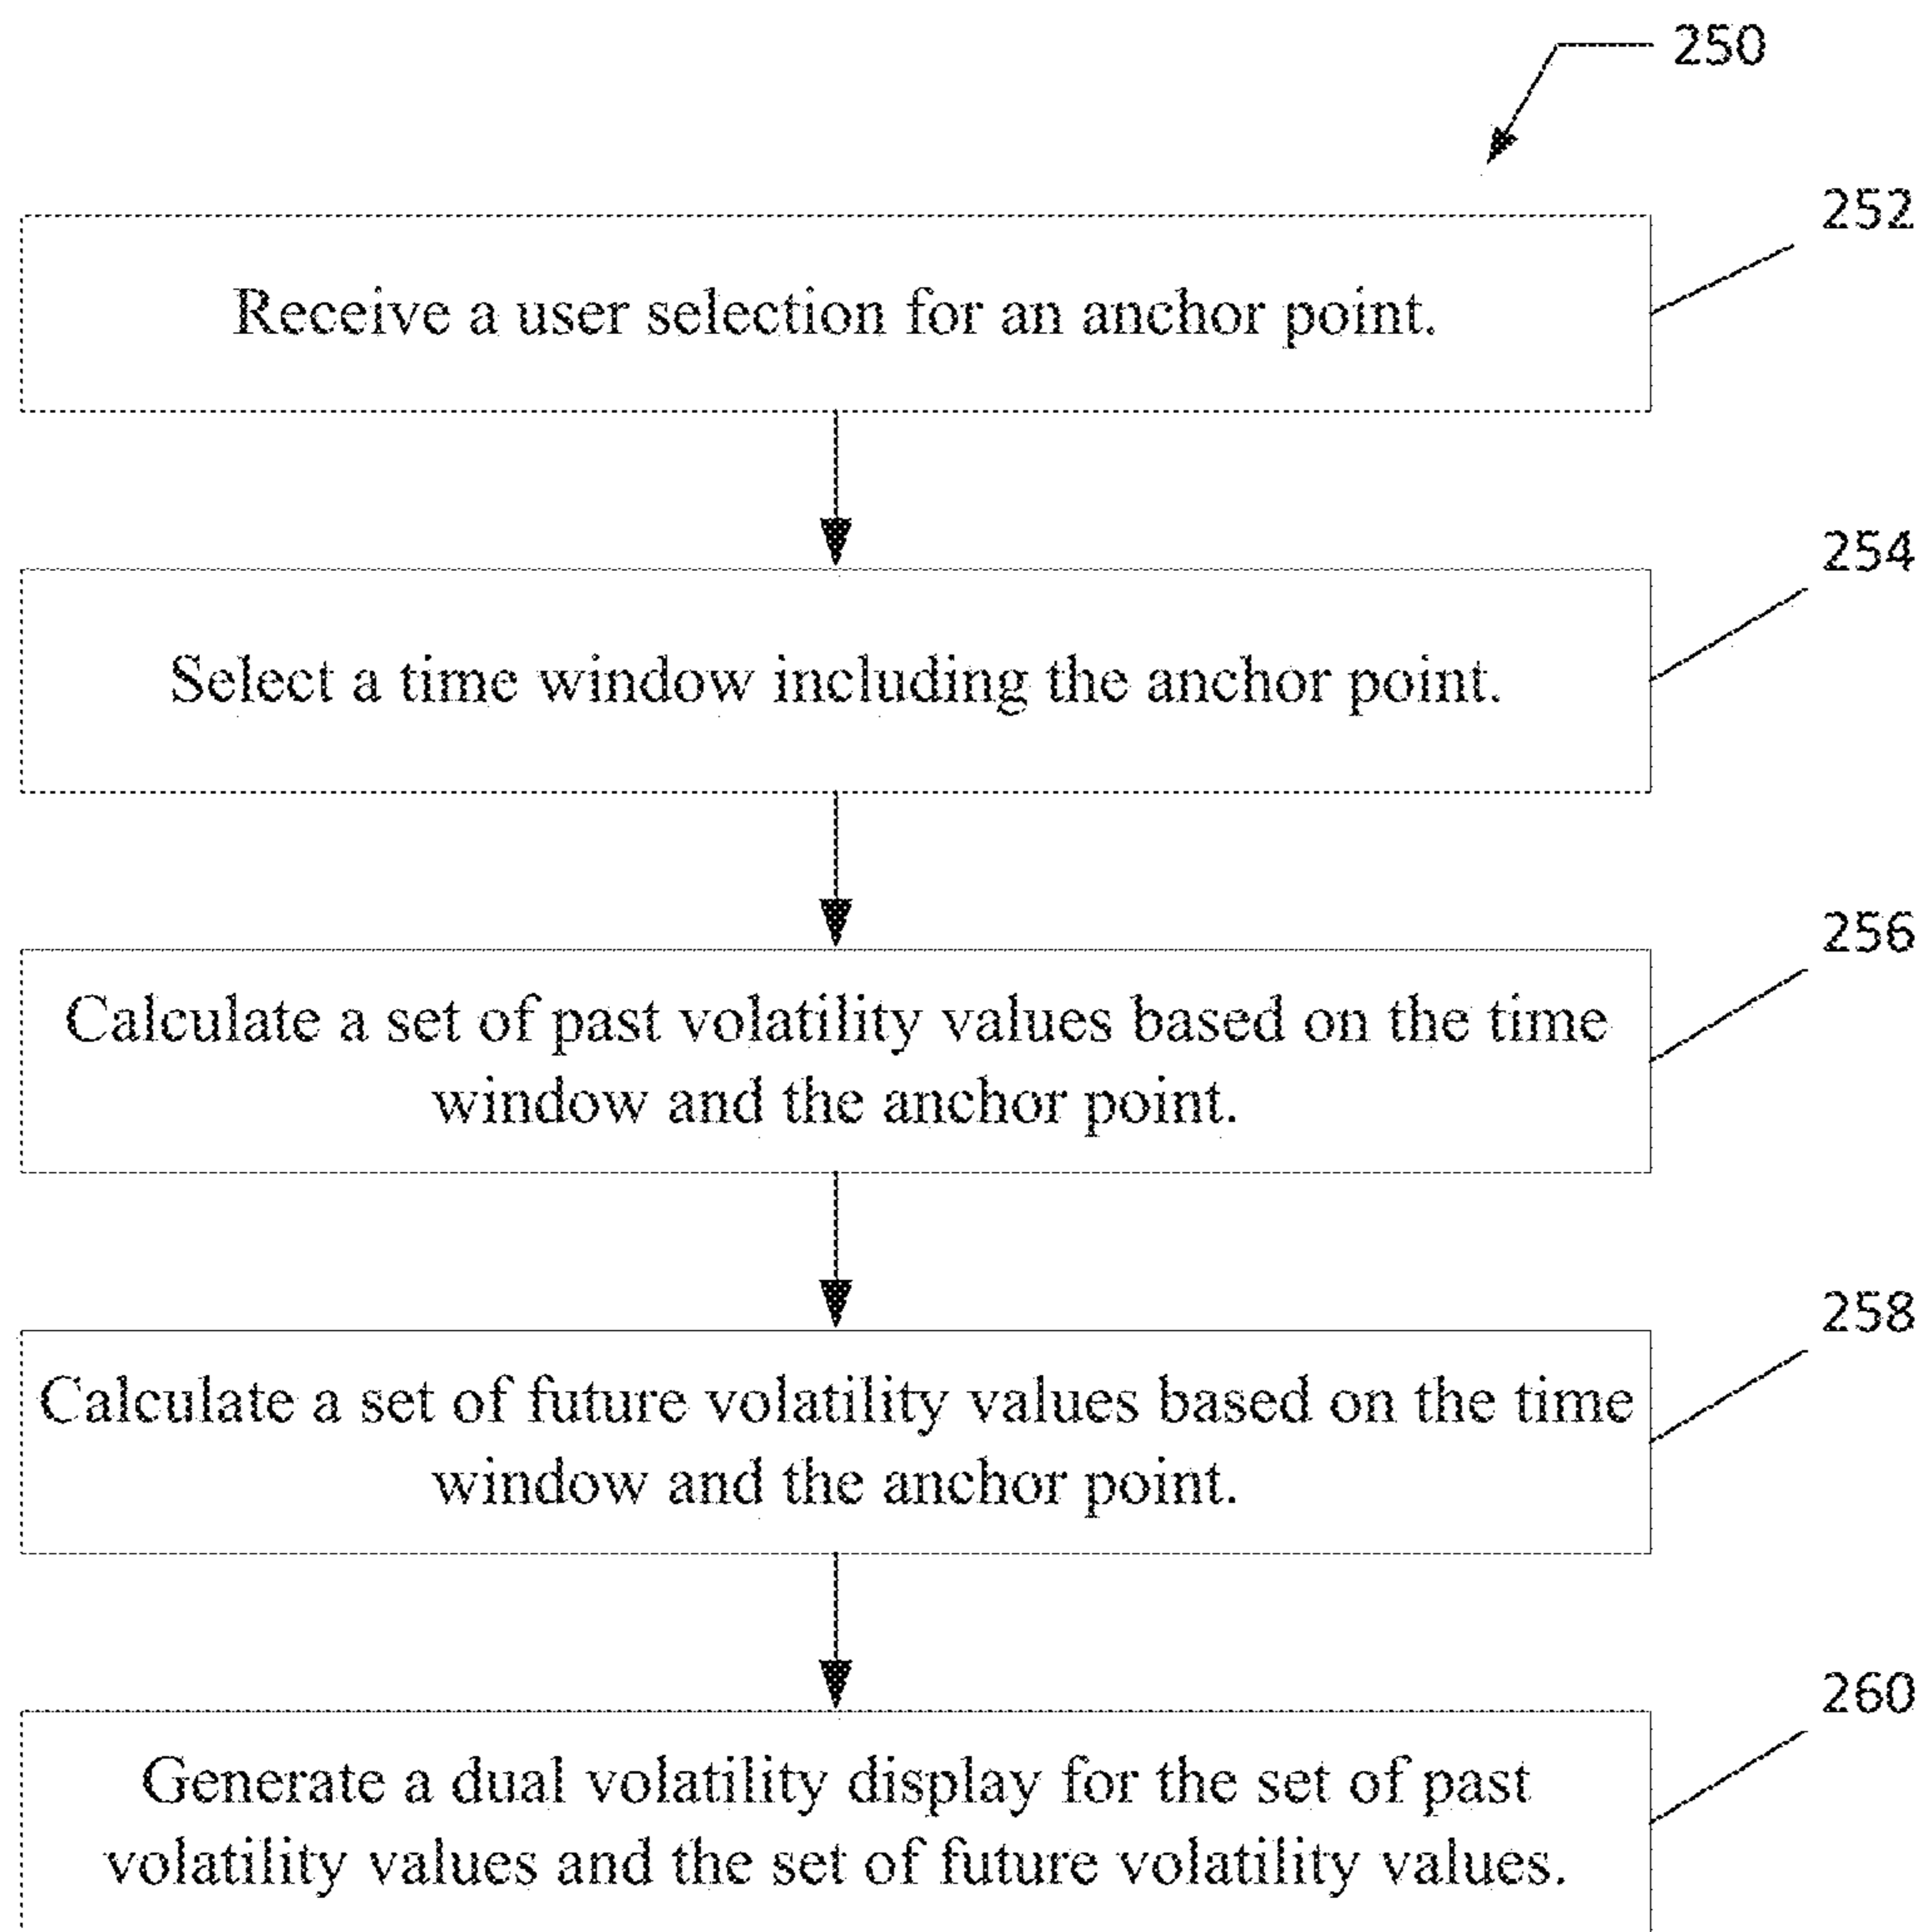 250
252
Receive a user selection for an anchor point.
254
Select a time window including the anchor point.
256
Calculate a set of past volatility values based on the time
window and the anchor point.
258
Calculate a set of future volatility values based on the time
window and the anchor point.
260
Generate a dual volatility display for the set of past
volatility values and the set of future volatility values.